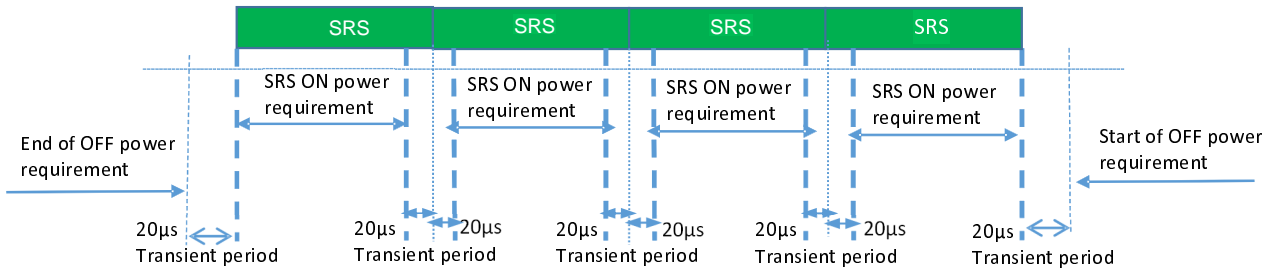 SRS SRS SRS SRS
SRS ON power
requirement
SRS ON power
requirement
SRS ON power
requirement
SRS ON power
requirement
End of OFF power
requirement
Start of OFF power
requirement
20µs
Transient period
20µs 20µs
Transient period
20µs 20µs
Transient period
20µs 20µs
Transient period
20µs
Transient period